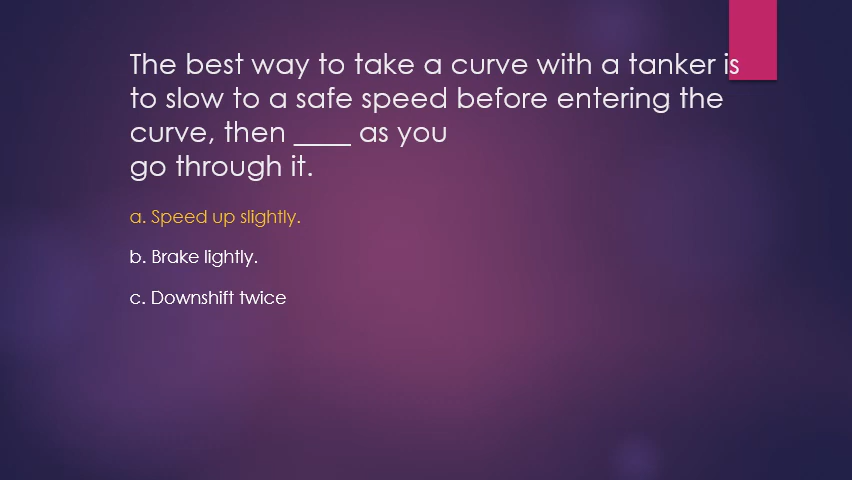 The best way to take a curve with a tanker is
to slow to a safe speed before entering the
curve, then ____ as you
go through it.
a. Speed up slightly.
b. Brake lightly.
c. Downshift twice